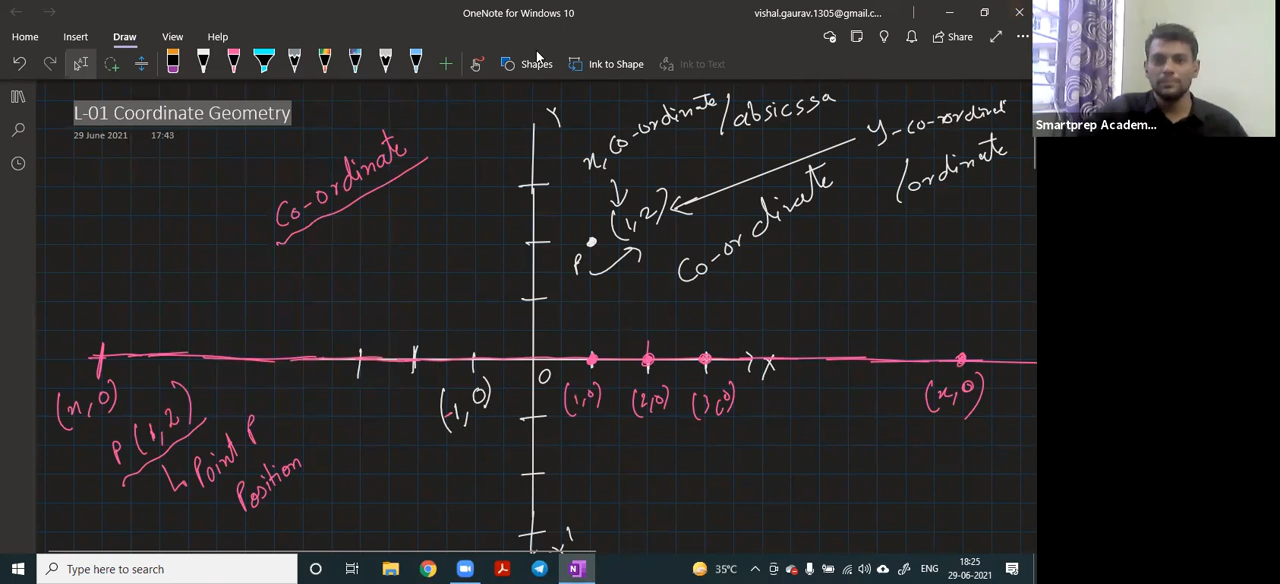 OneNote for Windows 10
vishal.gaurav.1305@gmail.c...
Home Insert Draw View Help
Share
Shapes Ink to Shape Ink to Text
L-01 Coordinate Geometry
29 June 2021 17:43
Smartprep Academ...
Y
x, Co-ordinate / absicssa
y-co-ordinate
/ ordinate
Co-ordinate
(1, 2)
P
Co-ordinate
X
0
(x, 0)
(-1, 0)
(1, 0)
(2, 0)
(3, 0)
(x, 0)
P (1, 2)
Point P
Position
Type here to search
35°C
ENG
18:25
29-06-2021